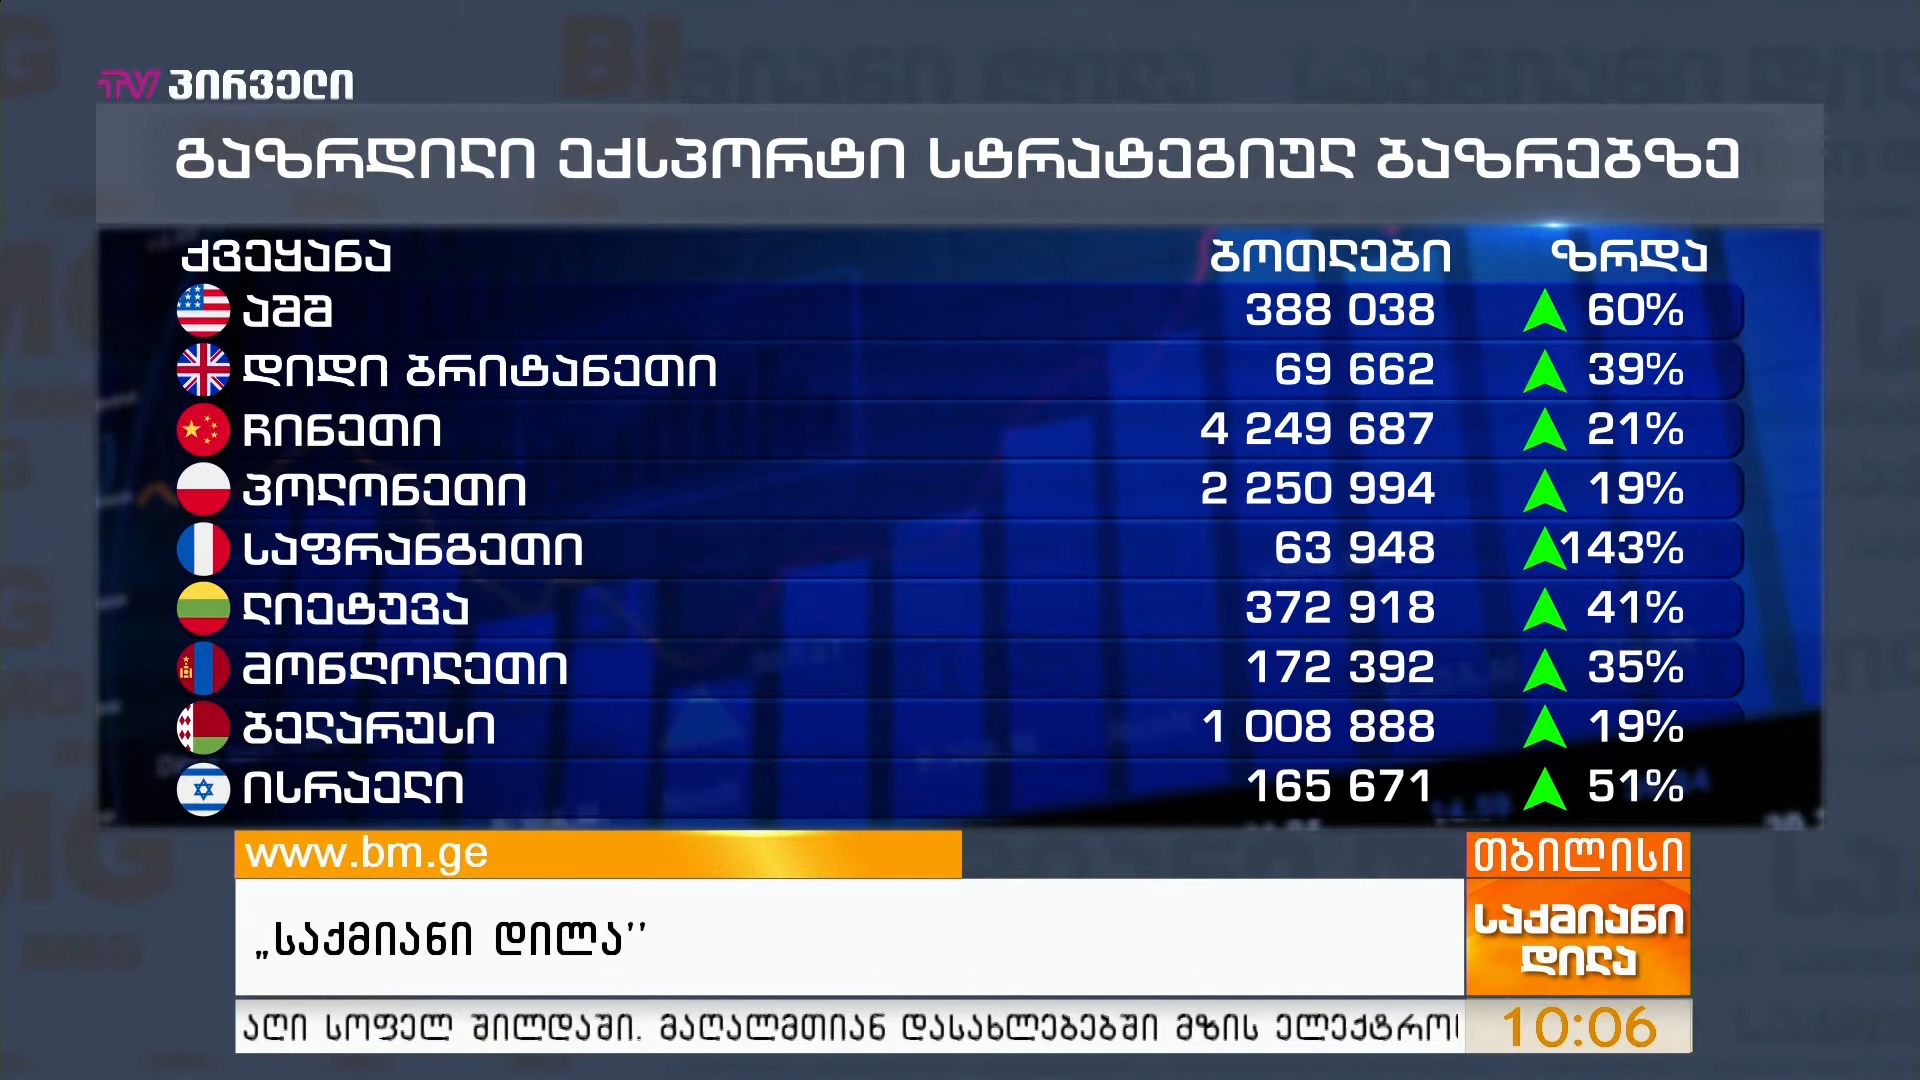 TV პირველი
გაზრდილი ექსპორტი სტრატეგიულ ბაზრებზე
ქვეყანა ბოთლები ზრდა
აშშ 388 038 60%
დიდი ბრიტანეთი 69 662 39%
ჩინეთი 4 249 687 21%
პოლონეთი 2 250 994 19%
საფრანგეთი 63 948 143%
ლიეტუვა 372 918 41%
მონღოლეთი 172 392 35%
ბელარუსი 1 008 888 19%
ისრაელი 165 671 51%
www.bm.ge
თბილისი
„საქმიანი დილა’’
საქმიანი
დილა
აღი სოფელ შილდაში. მაღალმთიან დასახლებებში მზის ელექტრო
10:06